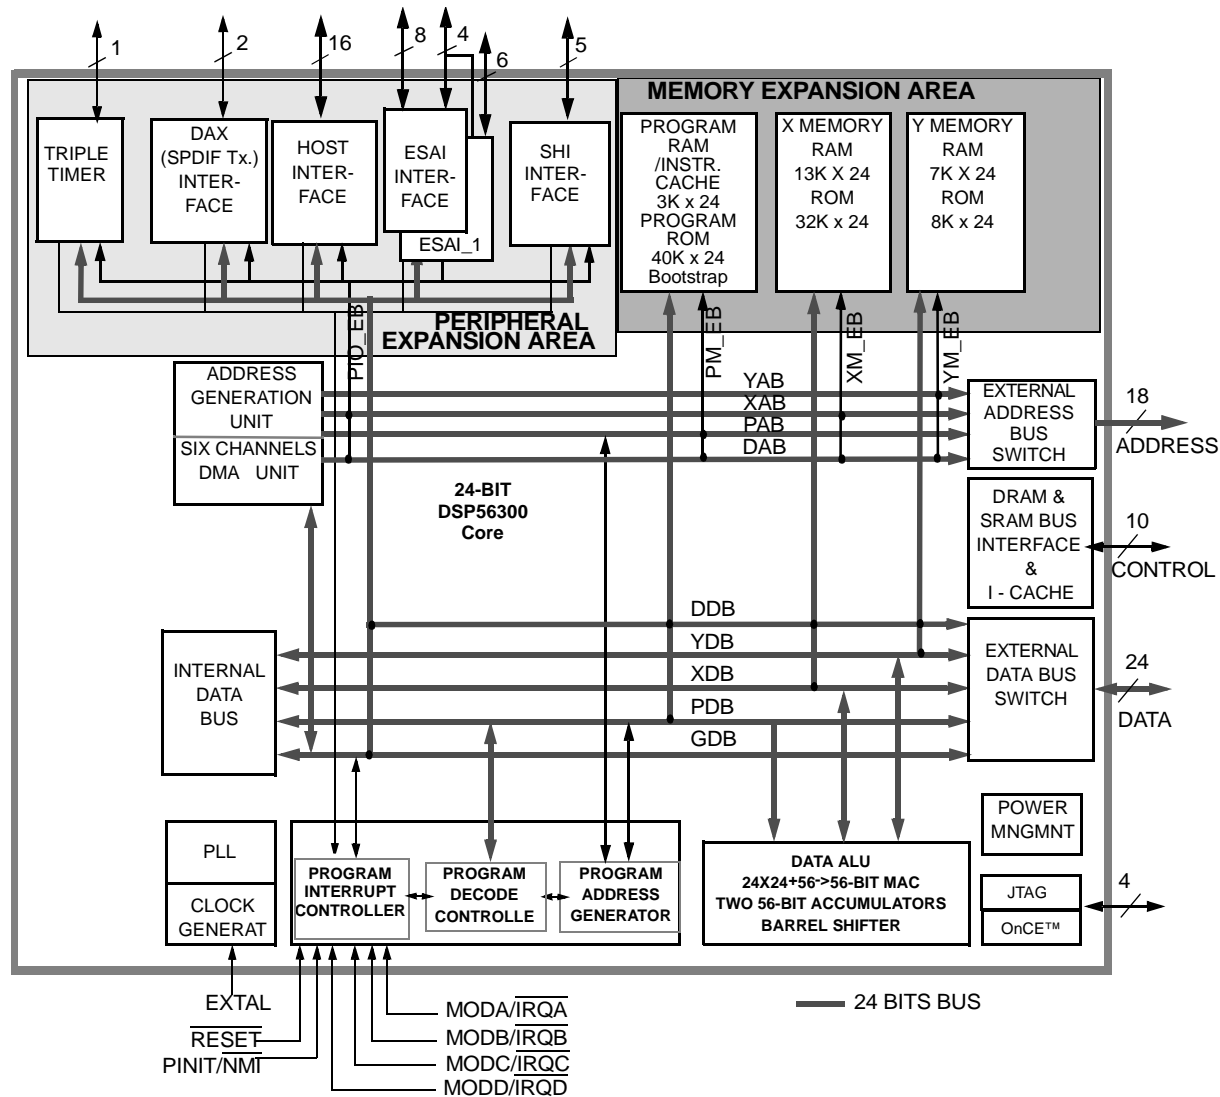 1
2
16
8
4
6
5
MEMORY EXPANSION AREA
TRIPLE
TIMER
DAX
(SPDIF Tx.)
INTER-
FACE
HOST
INTER-
FACE
ESAI
INTER-
FACE
ESAI_1
SHI
INTER-
FACE
PROGRAM
RAM
/INSTR.
CACHE
3K x 24
PROGRAM
ROM
40K x 24
Bootstrap
X MEMORY
RAM
13K X 24
ROM
32K x 24
Y MEMORY
RAM
7K X 24
ROM
8K x 24
PERIPHERAL
EXPANSION AREA
PIO_EB
PM_EB
XM_EB
YM_EB
ADDRESS
GENERATION
UNIT
SIX CHANNELS
DMA UNIT
YAB
XAB
PAB
DAB
EXTERNAL
ADDRESS
BUS
SWITCH
18
ADDRESS
24-BIT
DSP56300
Core
DRAM &
SRAM BUS
INTERFACE
&
I - CACHE
10
CONTROL
INTERNAL
DATA
BUS
DDB
YDB
XDB
PDB
GDB
EXTERNAL
DATA BUS
SWITCH
24
DATA
PLL
CLOCK
GENERAT
PROGRAM
INTERRUPT
CONTROLLER
PROGRAM
DECODE
CONTROLLE
PROGRAM
ADDRESS
GENERATOR
DATA ALU
24X24+56->56-BIT MAC
TWO 56-BIT ACCUMULATORS
BARREL SHIFTER
POWER
MNGMNT
JTAG
OnCE™
4
EXTAL
RESET
PINIT/NMI
MODA/IRQA
MODB/IRQB
MODC/IRQC
MODD/IRQD
24 BITS BUS